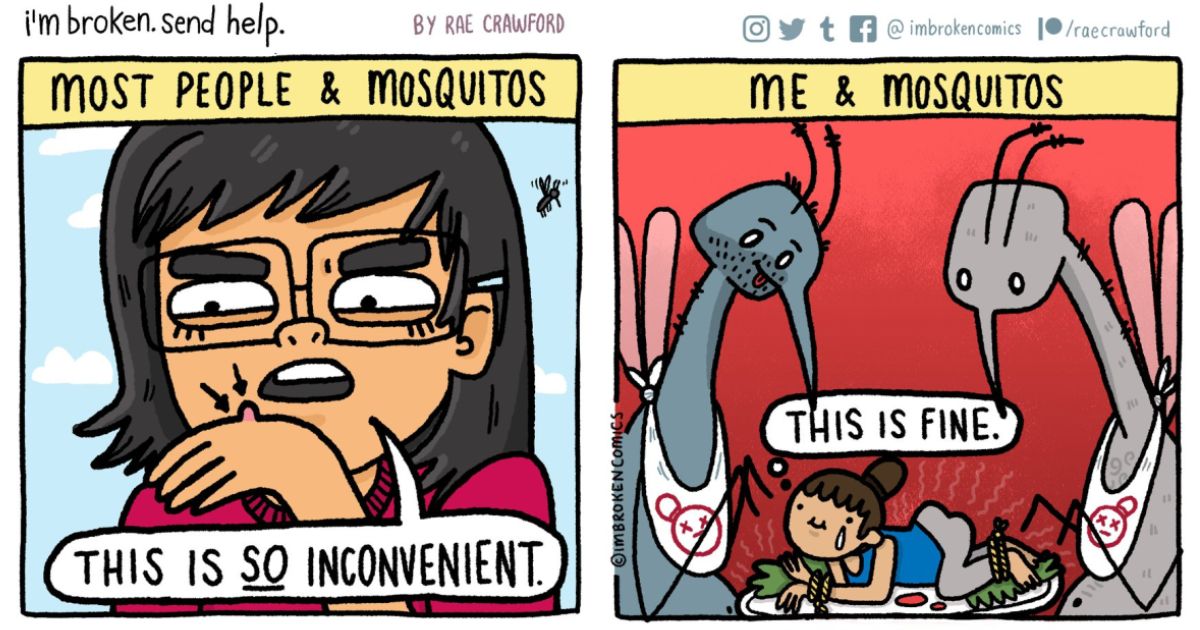 i'm broken. send help.
BY RAE CRAWFORD
@imbrokencomics /raecrawford
MOST PEOPLE & MOSQUITOS
THIS IS SO INCONVENIENT.
ME & MOSQUITOS
THIS IS FINE.
©IMBROKENCOMICS